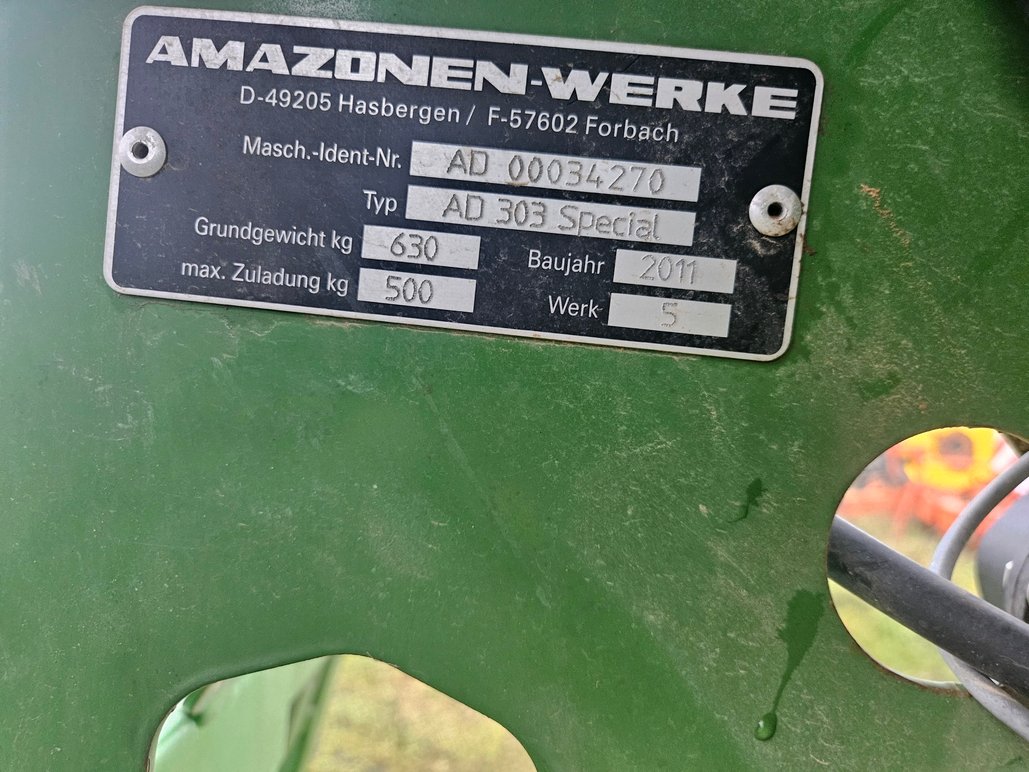 AMAZONEN-WERKE
D-49205 Hasbergen / F-57602 Forbach
Masch.-Ident-Nr. AD 00034270
Typ AD 303 Special
Grundgewicht kg 630 Baujahr 2011
max. Zuladung kg 500 Werk 5